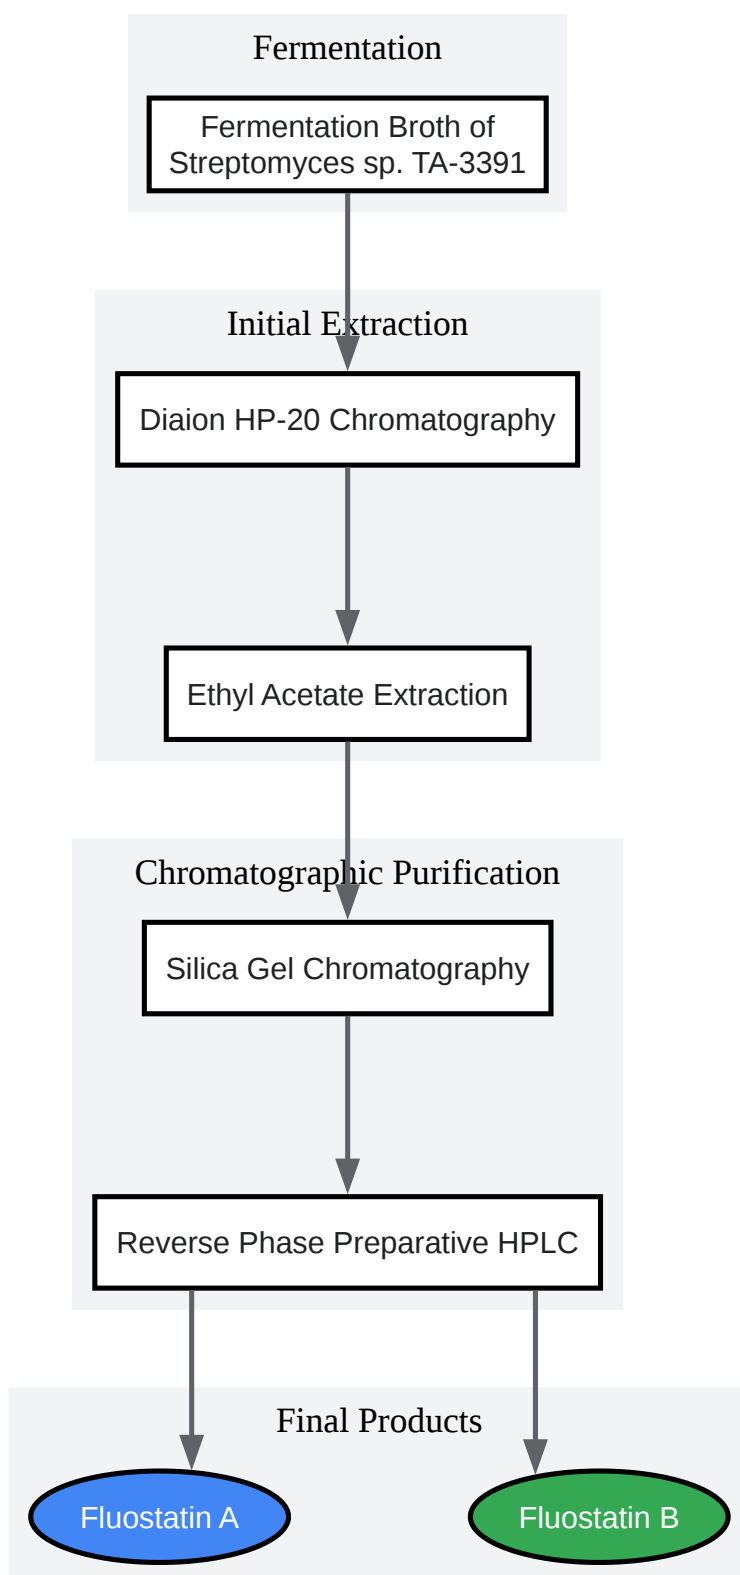 Fermentation
Fermentation Broth of
Streptomyces sp. TA-3391
Initial Extraction
Diaion HP-20 Chromatography
Ethyl Acetate Extraction
Chromatographic Purification
Silica Gel Chromatography
Reverse Phase Preparative HPLC
Final Products
Fluostatin A
Fluostatin B